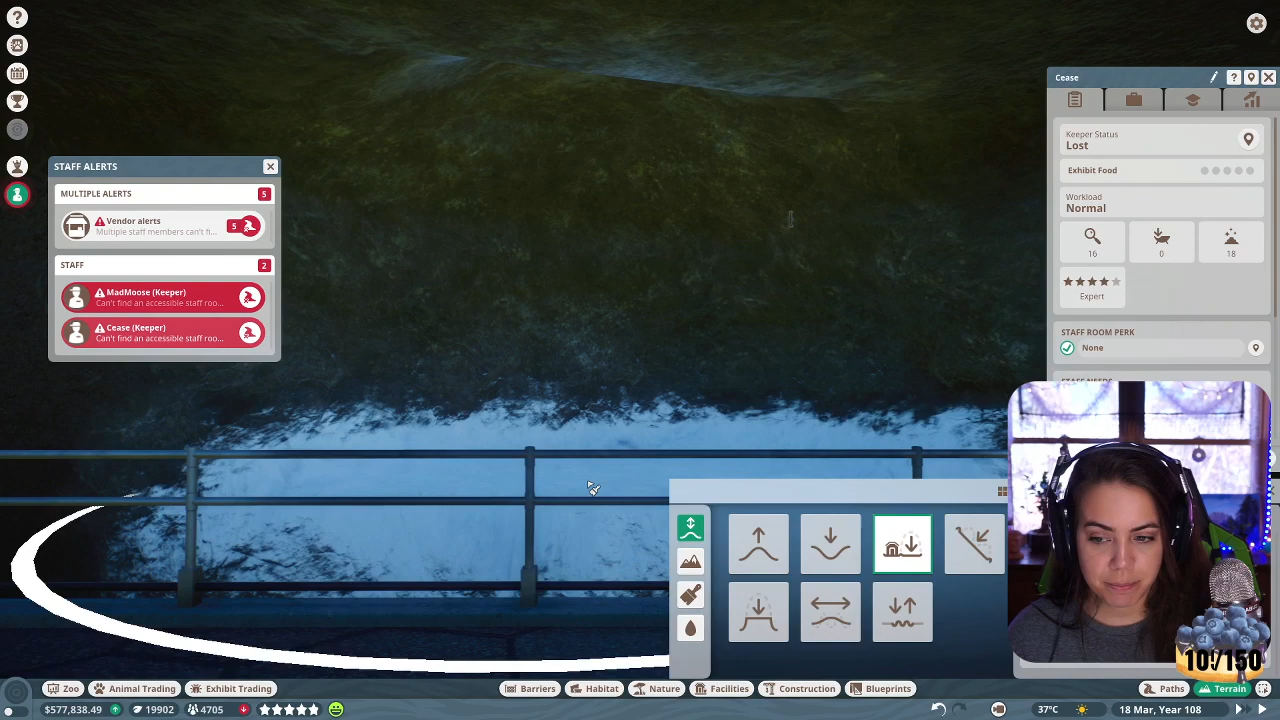 Cease
Keeper Status
Lost
Exhibit Food
Workload
Normal
16
0
18
Expert
STAFF ROOM PERK
None
STAFF ALERTS
MULTIPLE ALERTS
5
Vendor alerts
Multiple staff members can't fi...
5
STAFF
2
MadMoose (Keeper)
Can't find an accessible staff roo...
Cease (Keeper)
Can't find an accessible staff roo...
10/150
Zoo
Animal Trading
Exhibit Trading
Barriers
Habitat
Nature
Facilities
Construction
Blueprints
Paths
Terrain
$577,838.49
19902
4705
37°C
18 Mar, Year 108